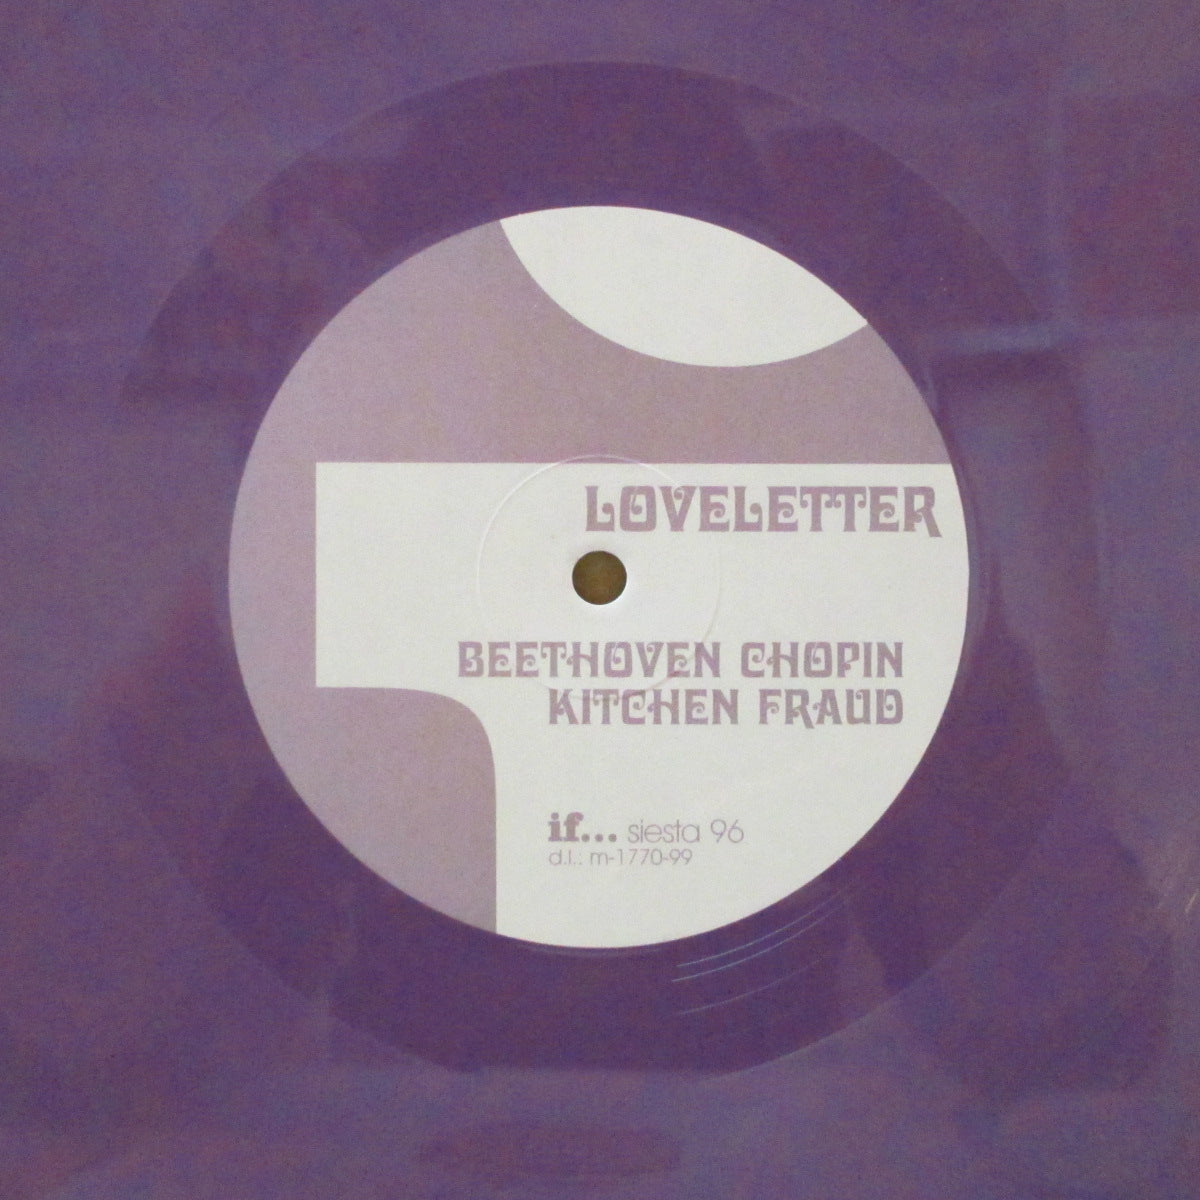 LOVELETTER
BEETHOVEN CHOPIN
KITCHEN FRAUD
if... siesta 96
d.l.: m-1770-99